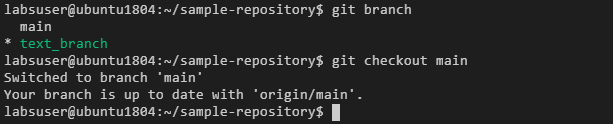 labsuser@ubuntu1804:~/sample-repository$ git branch
  main
* text_branch
labsuser@ubuntu1804:~/sample-repository$ git checkout main
Switched to branch 'main'
Your branch is up to date with 'origin/main'.
labsuser@ubuntu1804:~/sample-repository$